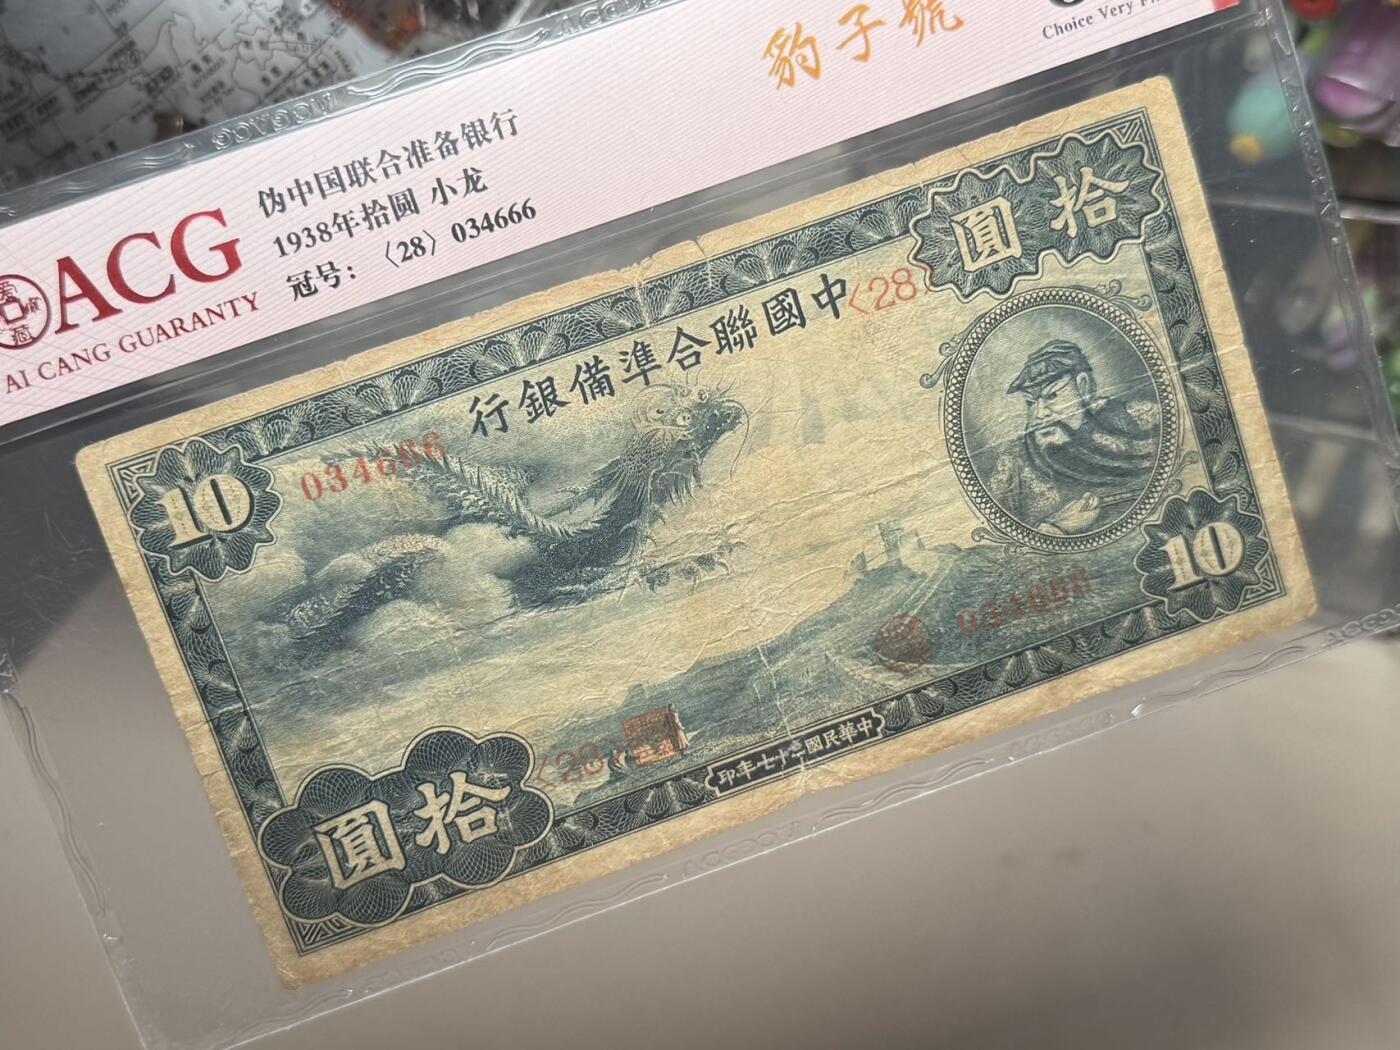 豹子號
Choice Very
伪中国联合准备银行
1938年拾圆 小龙
冠号：〈28〉034666
ACG
AI CANG GUARANTY
拾圓
〈28〉
中國聯合準備銀行
034666
10
10
034666
〈28〉
中華民國二十七年印
拾圓